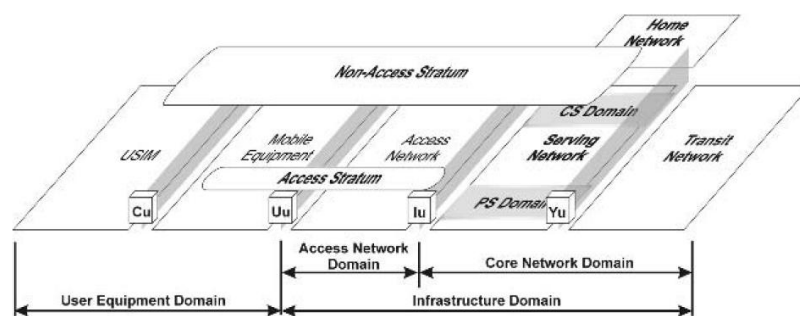 Home
Network
Non-Access Stratum
CS Domain
USIM
Mobile
Equipment
Access
Network
Serving
Network
Transit
Network
Access Stratum
PS Domain
Cu
Uu
Iu
Yu
Access Network
Domain
Core Network Domain
User Equipment Domain
Infrastructure Domain